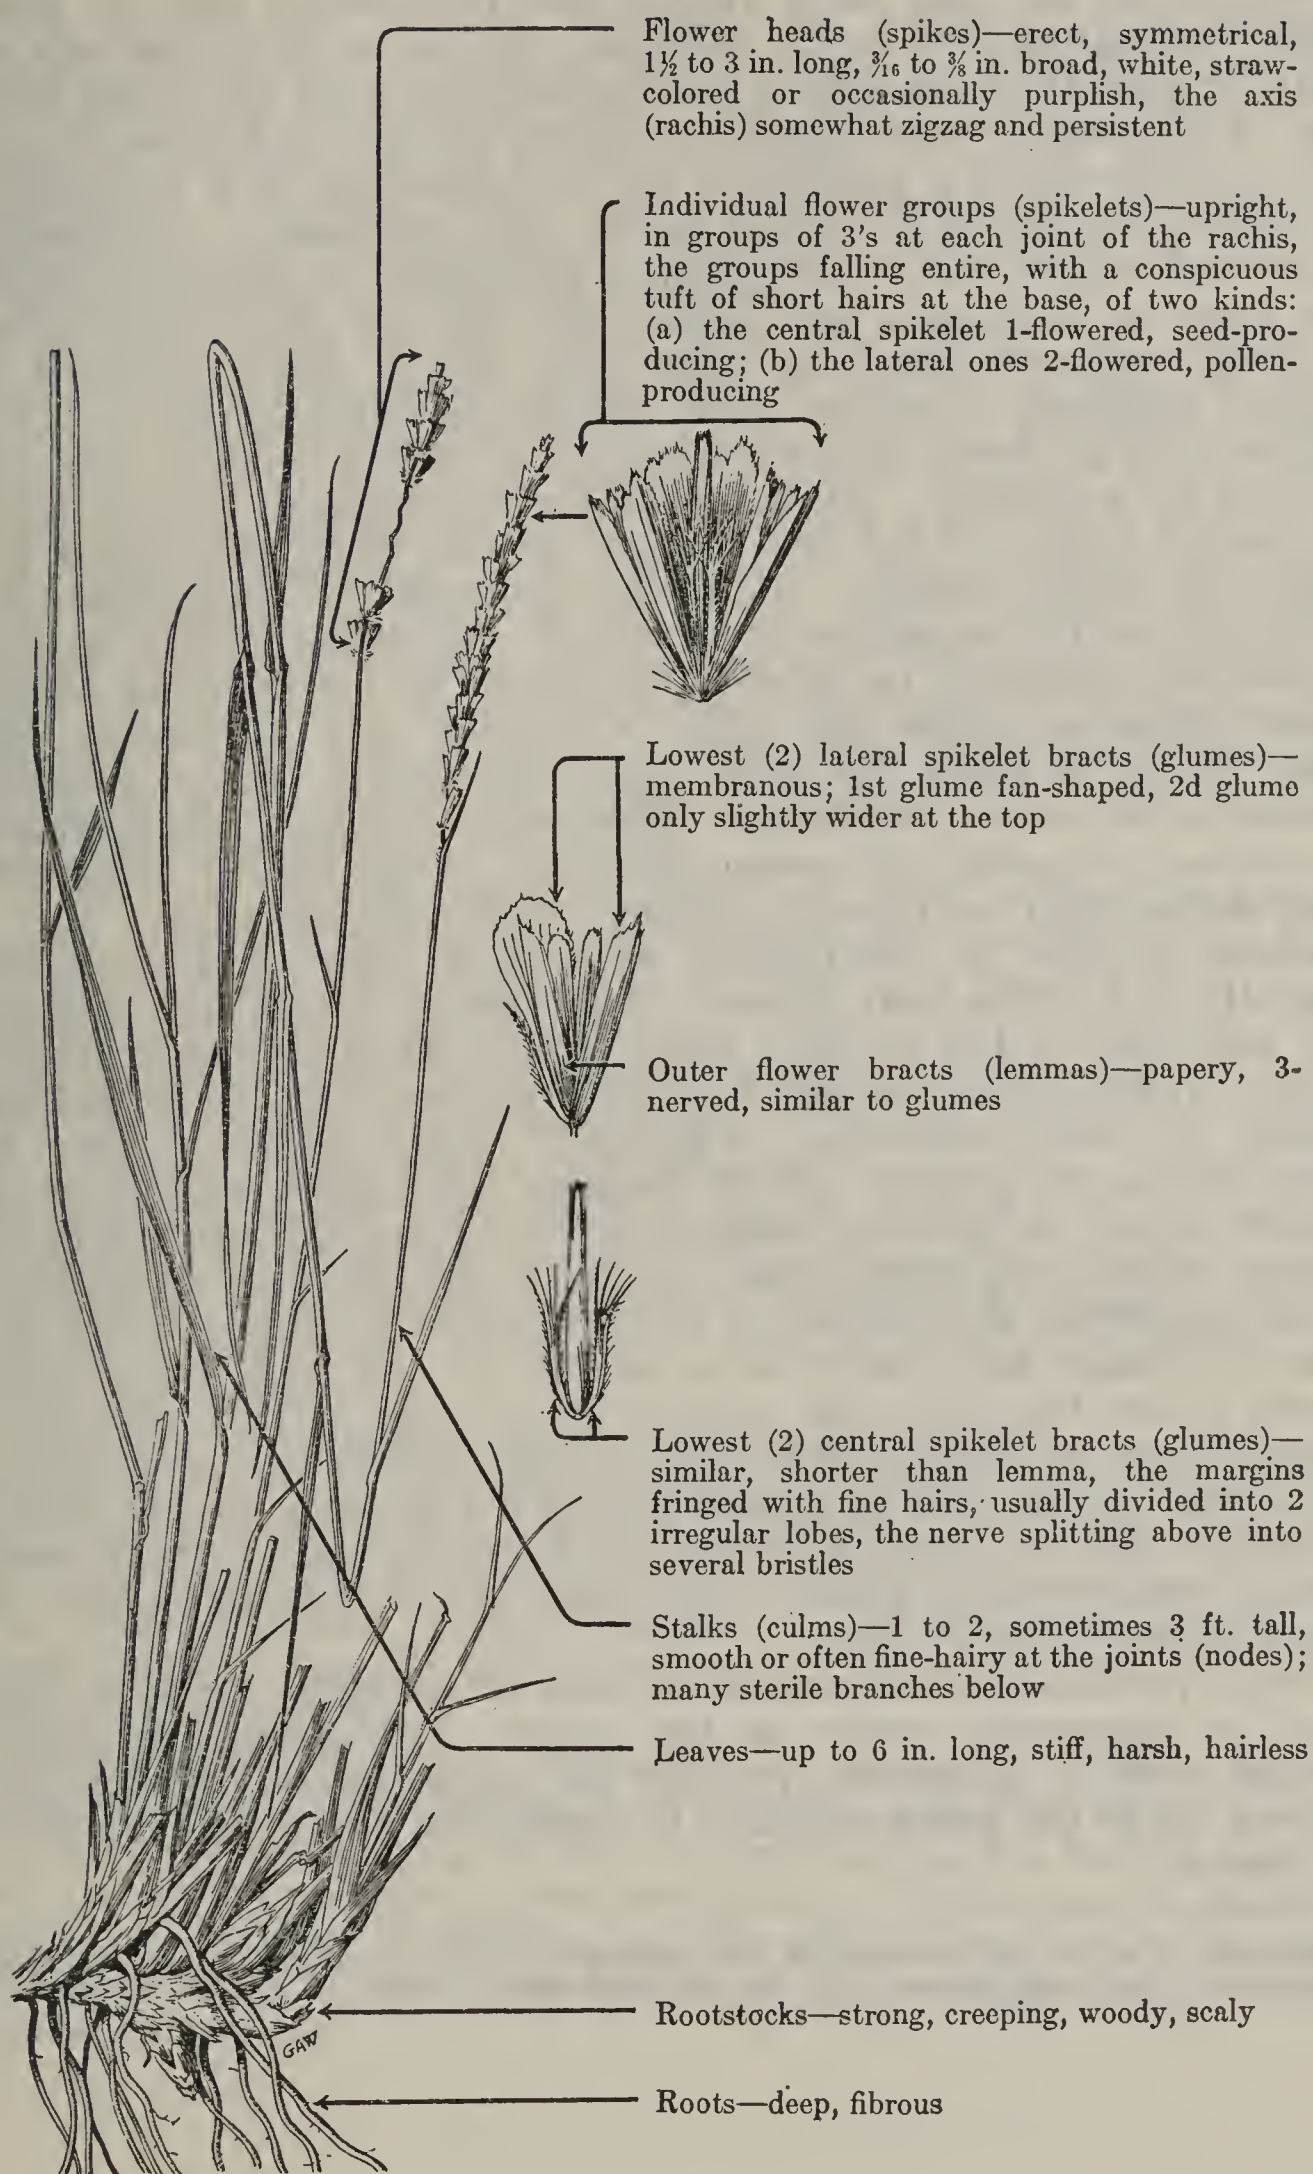 Flower heads (spikes)—erect, symmetrical,
1½ to 3 in. long, 3/16 to ⅜ in. broad, white, straw-
colored or occasionally purplish, the axis
(rachis) somewhat zigzag and persistent
Individual flower groups (spikelets)—upright,
in groups of 3's at each joint of the rachis,
the groups falling entire, with a conspicuous
tuft of short hairs at the base, of two kinds:
(a) the central spikelet 1-flowered, seed-pro-
ducing; (b) the lateral ones 2-flowered, pollen-
producing
Lowest (2) lateral spikelet bracts (glumes)—
membranous; 1st glume fan-shaped, 2d glume
only slightly wider at the top
Outer flower bracts (lemmas)—papery, 3-
nerved, similar to glumes
Lowest (2) central spikelet bracts (glumes)—
similar, shorter than lemma, the margins
fringed with fine hairs, usually divided into 2
irregular lobes, the nerve splitting above into
several bristles
Stalks (culms)—1 to 2, sometimes 3 ft. tall,
smooth or often fine-hairy at the joints (nodes);
many sterile branches below
Leaves—up to 6 in. long, stiff, harsh, hairless
Rootstocks—strong, creeping, woody, scaly
GAW
Roots—deep, fibrous